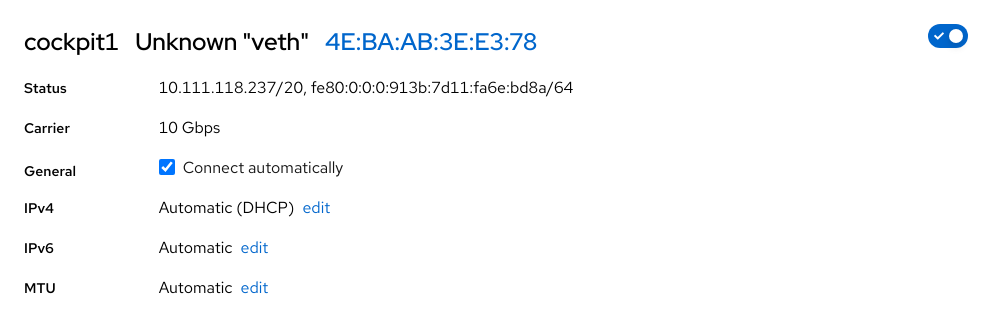 cockpit1 Unknown "veth" 4E:BA:AB:3E:E3:78
Status 10.111.118.237/20, fe80:0:0:0:913b:7d11:fa6e:bd8a/64
Carrier 10 Gbps
General Connect automatically
IPv4 Automatic (DHCP) edit
IPv6 Automatic edit
MTU Automatic edit